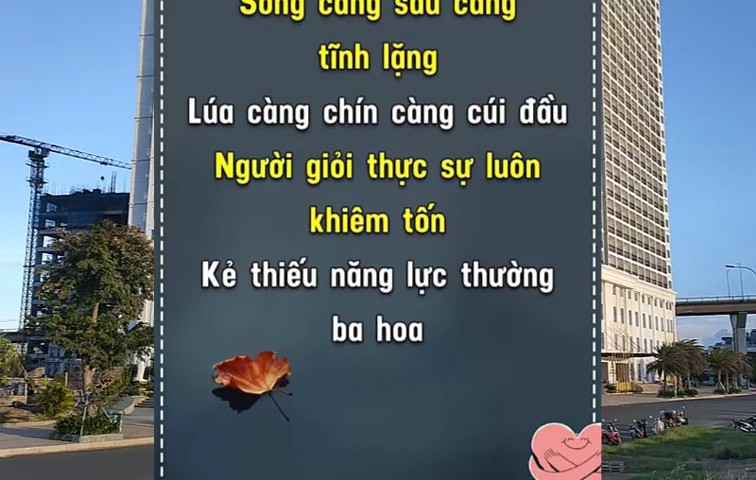 Sông càng sâu càng
tĩnh lặng
Lúa càng chín càng cúi đầu
Người giỏi thực sự luôn
khiêm tốn
Kẻ thiếu năng lực thường
ba hoa